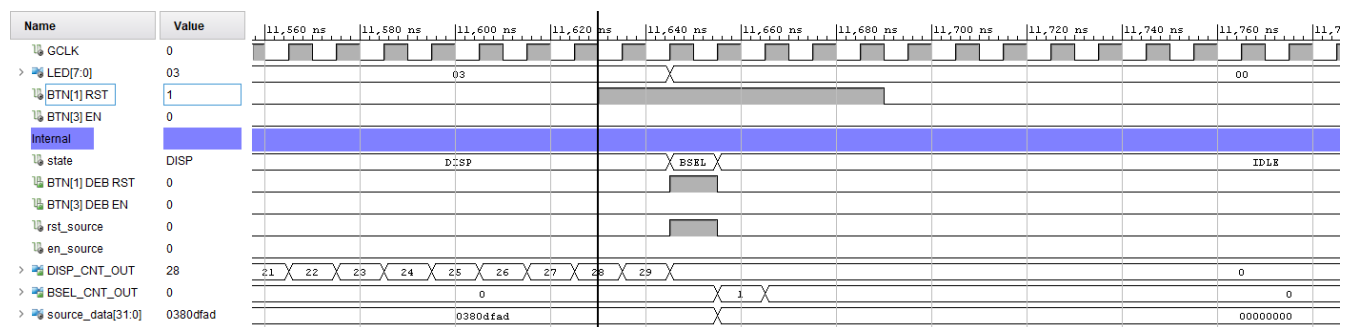 Name Value 11,560 ns 11,580 ns 11,600 ns 11,620 ns 11,640 ns 11,660 ns 11,680 ns 11,700 ns 11,720 ns 11,740 ns 11,760 ns 11,7
GCLK 0
LED[7:0] 03 03 00
BTN[1] RST 1
BTN[3] EN 0
Internal
state DISP DISP BSEL IDLE
BTN[1] DEB RST 0
BTN[3] DEB EN 0
rst_source 0
en_source 0
DISP_CNT_OUT 28 21 22 23 24 25 26 27 28 29 0
BSEL_CNT_OUT 0 0 1 0
source_data[31:0] 0380dfad 0380dfad 00000000